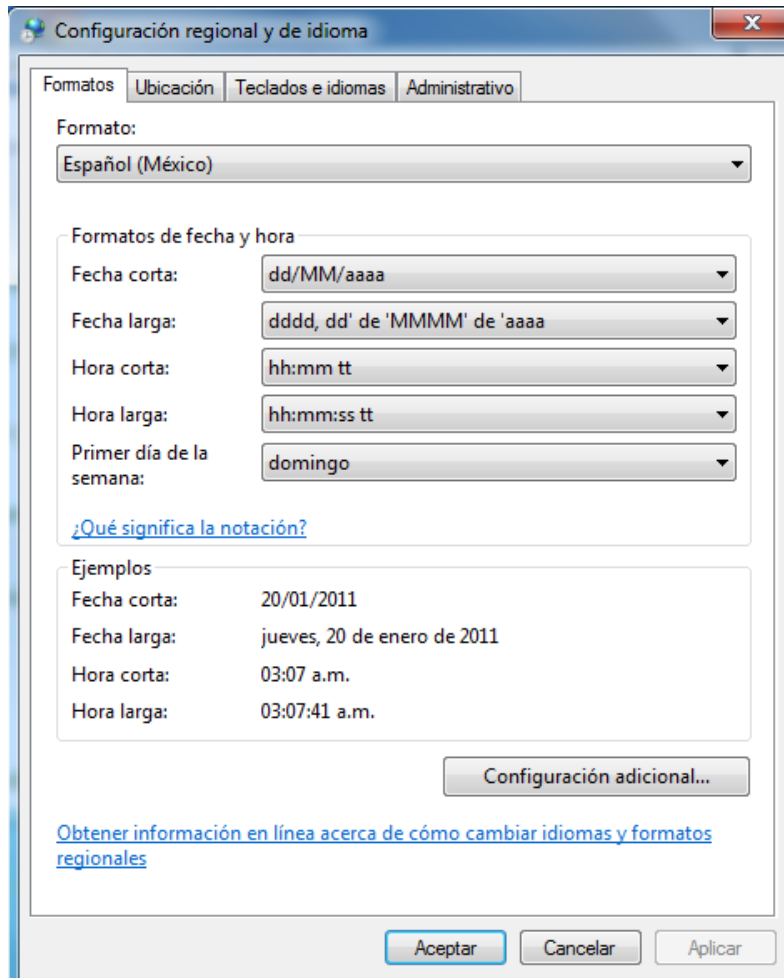 Configuración regional y de idioma
Formatos Ubicación Teclados e idiomas Administrativo
Formato:
Español (México)
Formatos de fecha y hora
Fecha corta: dd/MM/aaaa
Fecha larga: dddd, dd' de 'MMMM' de 'aaaa
Hora corta: hh:mm tt
Hora larga: hh:mm:ss tt
Primer día de la
semana: domingo
¿Qué significa la notación?
Ejemplos
Fecha corta: 20/01/2011
Fecha larga: jueves, 20 de enero de 2011
Hora corta: 03:07 a.m.
Hora larga: 03:07:41 a.m.
Configuración adicional...
Obtener información en línea acerca de cómo cambiar idiomas y formatos
regionales
Aceptar Cancelar Aplicar